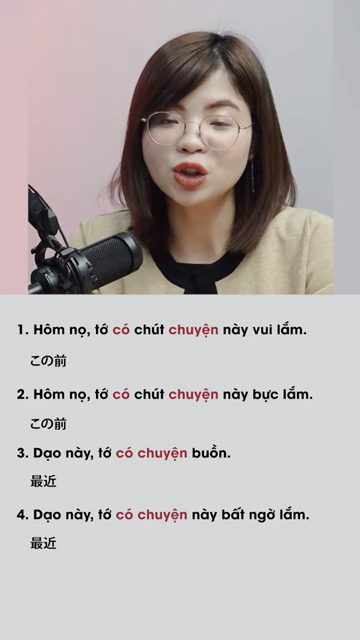 1. Hôm nọ, tớ có chút chuyện này vui lắm.
この前
2. Hôm nọ, tớ có chút chuyện này bực lắm.
この前
3. Dạo này, tớ có chuyện buồn.
最近
4. Dạo này, tớ có chuyện này bất ngờ lắm.
最近